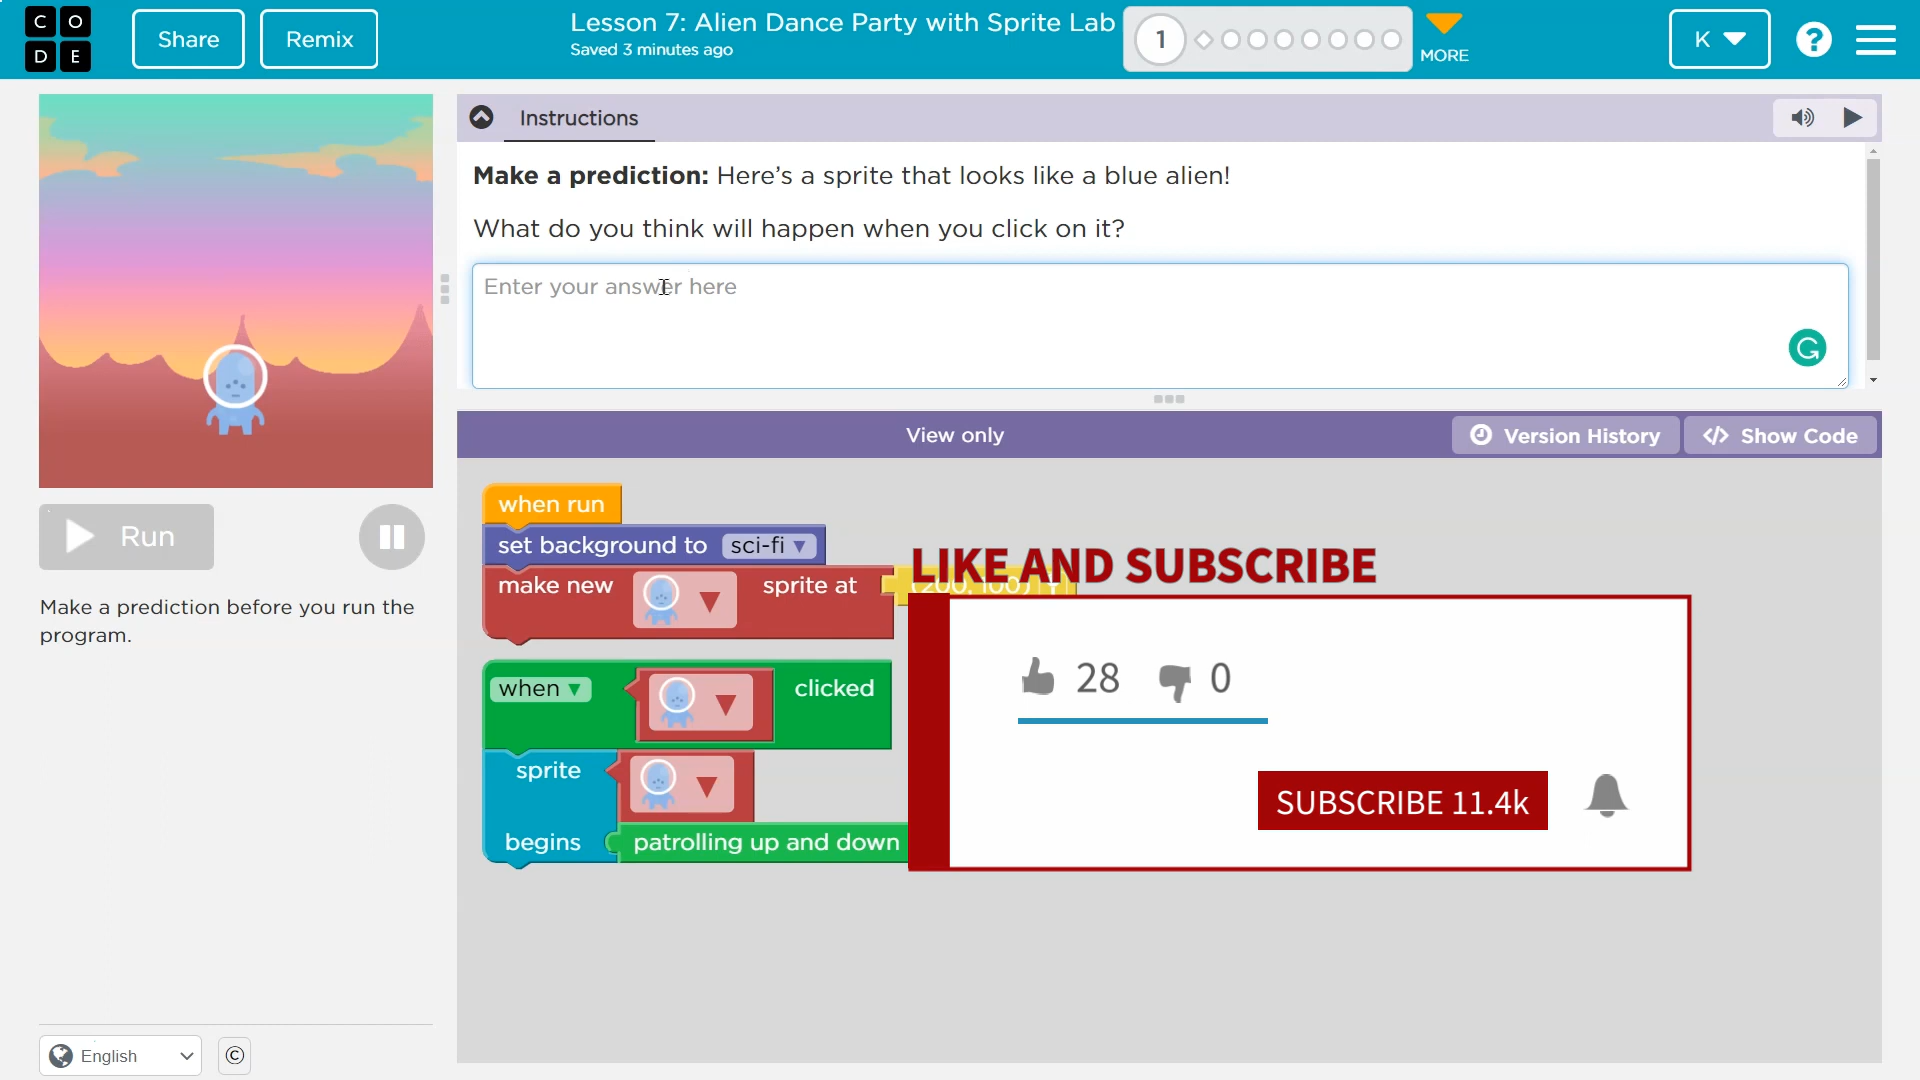 CODE
Share
Remix
Lesson 7: Alien Dance Party with Sprite Lab
Saved 3 minutes ago
1
MORE
K
?
Instructions
Make a prediction: Here's a sprite that looks like a blue alien!
What do you think will happen when you click on it?
Enter your answer here
View only
Version History
</> Show Code
Run
Make a prediction before you run the program.
when run
set background to sci-fi
make new sprite at (200, 100)
when clicked
sprite
begins patrolling up and down
LIKE AND SUBSCRIBE
28 0
SUBSCRIBE 11.4k
English
©